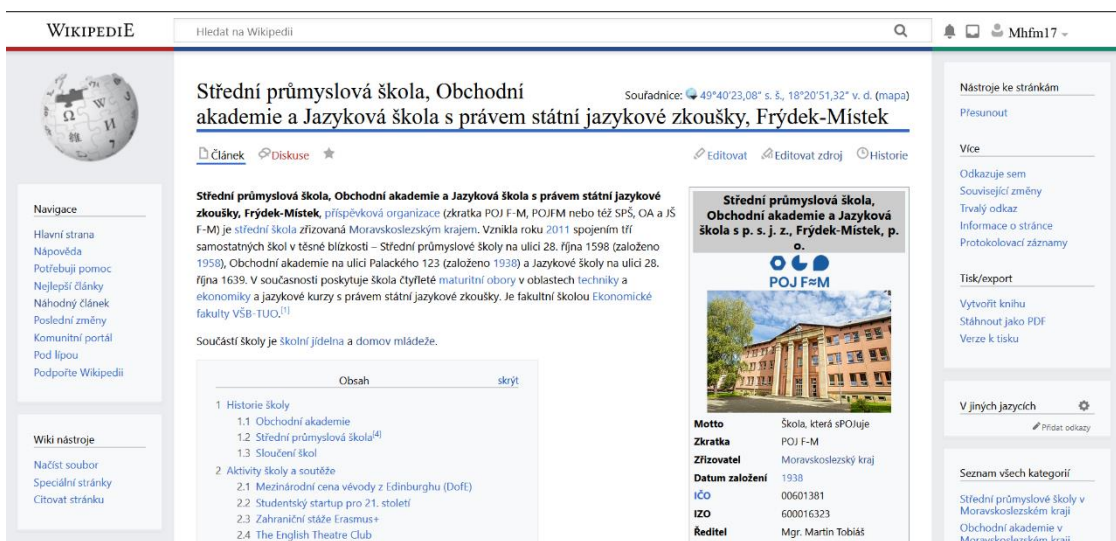 WIKIPEDIE
Hledat na Wikipedii
Mhfm17
Střední průmyslová škola, Obchodní
akademie a Jazyková škola s právem státní jazykové zkoušky, Frýdek-Místek
Souřadnice: 49°40′23,08″ s. š., 18°20′51,32″ v. d. (mapa)
Článek Diskuse
Editovat Editovat zdroj Historie
Navigace
Hlavní strana
Nápověda
Potřebuji pomoc
Nejlepší články
Náhodný článek
Poslední změny
Komunitní portál
Pod lípou
Podpořte Wikipedii
Wiki nástroje
Načíst soubor
Speciální stránky
Citovat stránku
Střední průmyslová škola, Obchodní akademie a Jazyková škola s právem státní jazykové
zkoušky, Frýdek-Místek, příspěvková organizace (zkratka POJ F-M, POJFM nebo též SPŠ, OA a JŠ
F-M) je střední škola zřizovaná Moravskoslezským krajem. Vznikla roku 2011 spojením tří
samostatných škol v těsné blízkosti – Střední průmyslové školy na ulici 28. října 1598 (založeno
1958), Obchodní akademie na ulici Palackého 123 (založeno 1938) a Jazykové školy na ulici 28.
října 1639. V současnosti poskytuje škola čtyřleté maturitní obory v oblastech techniky a
ekonomiky a jazykové kurzy s právem státní jazykové zkoušky. Je fakultní školou Ekonomické
fakulty VŠB-TUO.[1]
Součástí školy je školní jídelna a domov mládeže.
Obsah skrýt
1 Historie školy
1.1 Obchodní akademie
1.2 Střední průmyslová škola[4]
1.3 Sloučení škol
2 Aktivity školy a soutěže
2.1 Mezinárodní cena vévody z Edinburghu (DofE)
2.2 Studentský startup pro 21. století
2.3 Zahraniční stáže Erasmus+
2.4 The English Theatre Club
Střední průmyslová škola,
Obchodní akademie a Jazyková
škola s p. s. j. z., Frýdek-Místek, p.
o.
POJ F≈M
Motto Škola, která sPOJuje
Zkratka POJ F-M
Zřizovatel Moravskoslezský kraj
Datum založení 1938
IČO 00601381
IZO 600016323
Ředitel Mgr. Martin Tobiáš
Nástroje ke stránkám
Přesunout
Více
Odkazuje sem
Související změny
Trvalý odkaz
Informace o stránce
Protokolovací záznamy
Tisk/export
Vytvořit knihu
Stáhnout jako PDF
Verze k tisku
V jiných jazycích
Přidat odkazy
Seznam všech kategorií
Střední průmyslové školy v
Moravskoslezském kraji
Obchodní akademie v
Moravskoslezském kraji